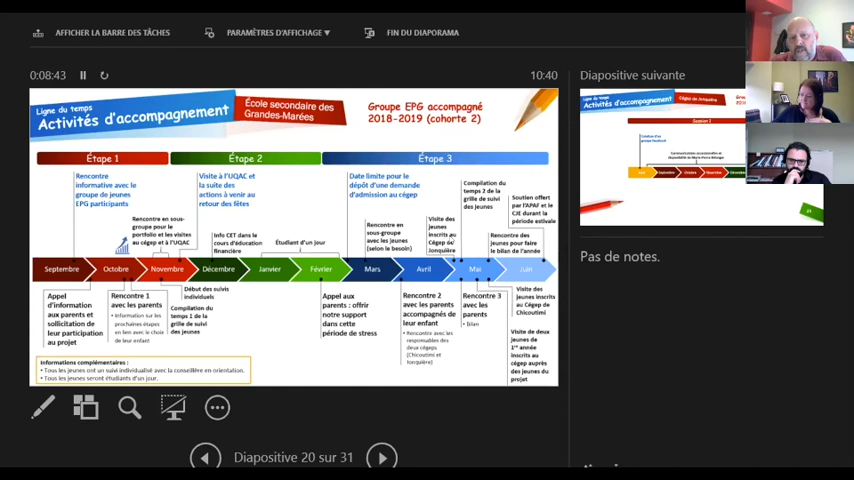 AFFICHER LA BARRE DES TÂCHES
PARAMÈTRES D'AFFICHAGE ▼
FIN DU DIAPORAMA
0:08:43
10:40
Diapositive suivante
Ligne du temps
Activités d'accompagnement
École secondaire des
Grandes-Marées
Groupe EPG accompagné
2018-2019 (cohorte 2)
Étape 1
Étape 2
Étape 3
Rencontre
informative avec le
groupe de jeunes
EPG participants
Rencontre en sous-
groupe pour le
portfolio et les visites
au cégep et à l'UQAC
Visite à l'UQAC et
la suite des
actions à venir au
retour des fêtes
Info CET dans le
cours d'éducation
financière
Étudiant d'un jour
Date limite pour le
dépôt d'une demande
d'admission au cégep
Rencontre en
sous-groupe
avec les jeunes
(selon le besoin)
Visite des
jeunes
inscrits au
Cégep de
Jonquière
Compilation du
temps 2 de la
grille de suivi
des jeunes
Rencontre des
jeunes pour faire
le bilan de l'année
Soutien offert
par l'APAF et le
CJE durant la
période estivale
Septembre
Octobre
Novembre
Décembre
Janvier
Février
Mars
Avril
Mai
Juin
Appel
d'information
aux parents et
sollicitation de
leur participation
au projet
Rencontre 1
avec les parents
• Information sur les
prochaines étapes
en lien avec le choix
de leur enfant
Début des suivis
individuels
Compilation du
temps 1 de la
grille de suivi
des jeunes
Appel aux
parents : offrir
notre support
dans cette
période de stress
Rencontre 2
avec les parents
accompagnés de
leur enfant
• Rencontre avec les
responsables des
deux cégeps
(Chicoutimi et
Jonquière)
Rencontre 3
avec les
parents
• Bilan
Visite des
jeunes inscrits
au Cégep de
Chicoutimi
Visite de deux
jeunes de
1re année
inscrits au
cégep auprès
des jeunes du
projet
Informations complémentaires :
• Tous les jeunes ont un suivi individualisé avec la conseillère en orientation.
• Tous les jeunes seront étudiants d'un jour.
Ligne du temps
Activités d'accompagnement
Cégep de Jonquière
Session 1
Septembre
Octobre
Novembre
Pas de notes.
Diapositive 20 sur 31